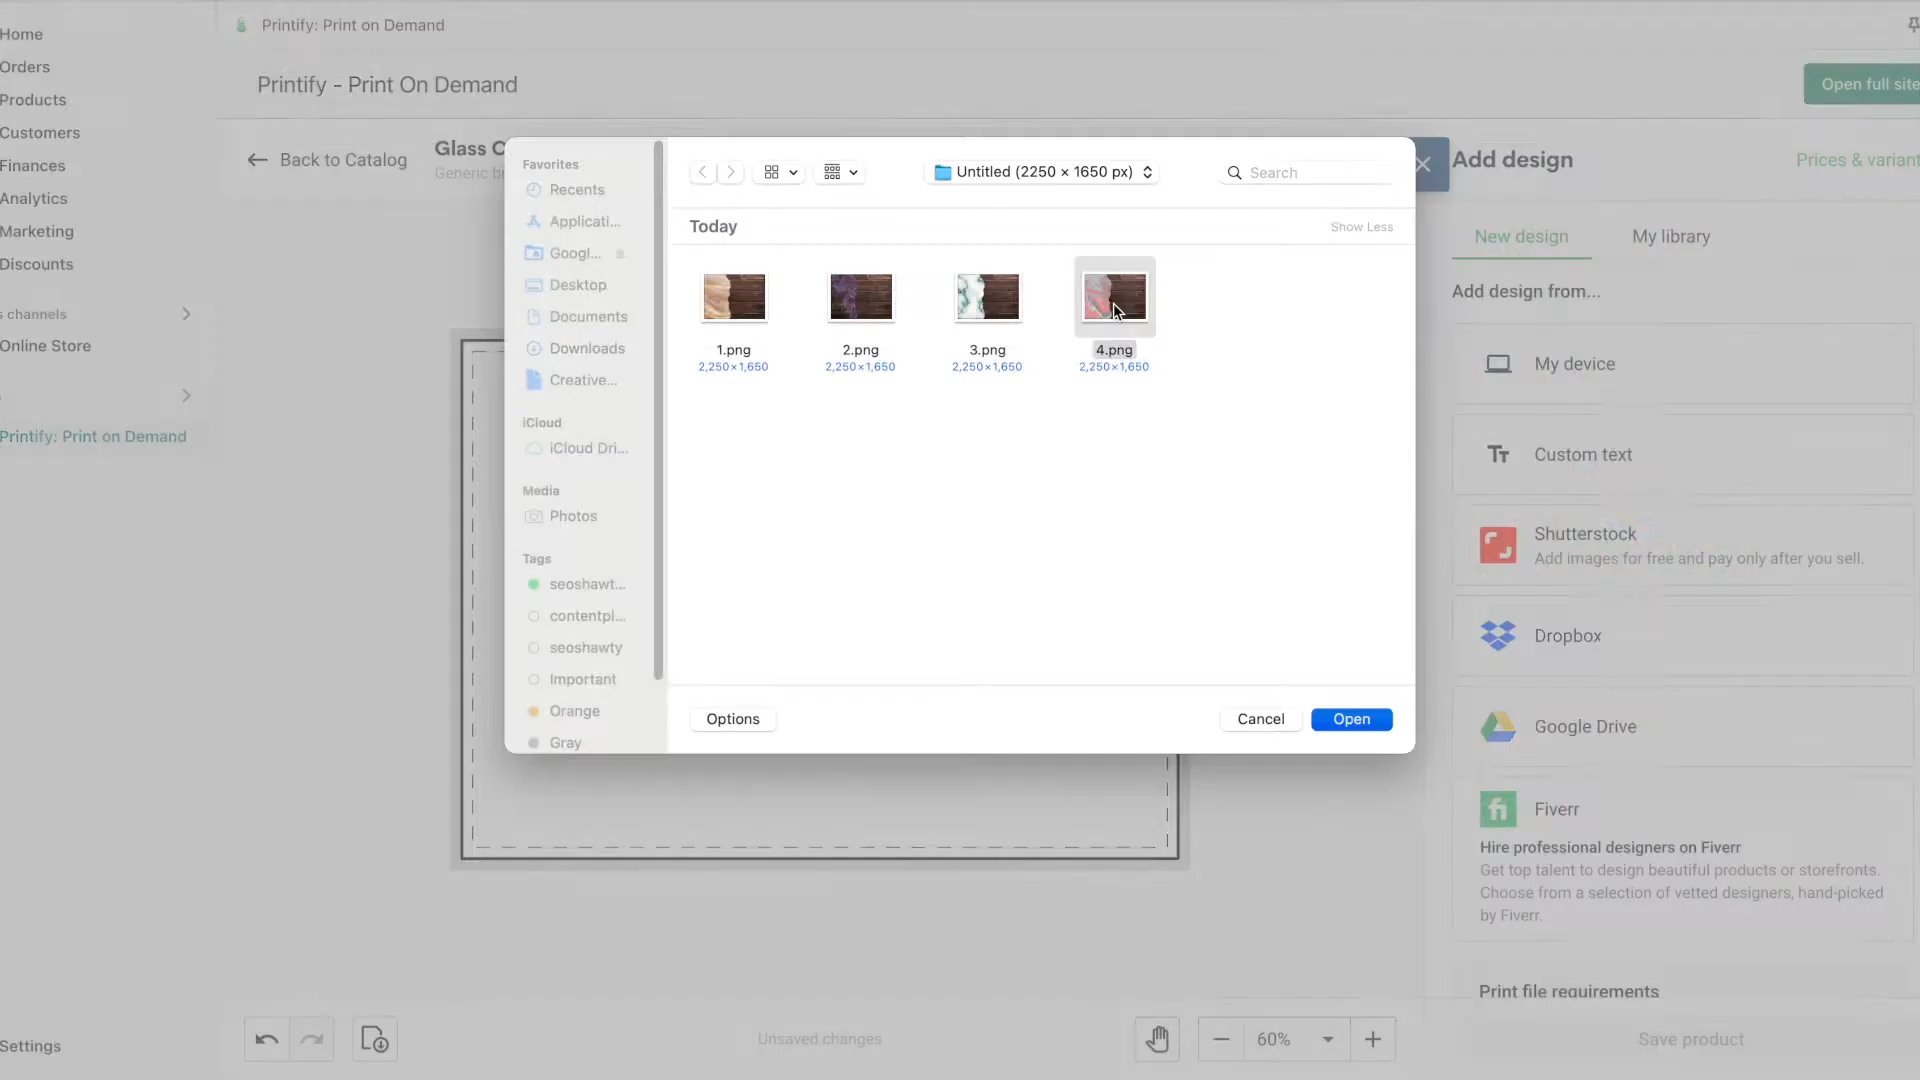 Home
Orders
Products
Customers
Finances
Analytics
Marketing
Discounts
s channels
Online Store
Printify: Print on Demand
Settings
Printify: Print on Demand
Printify - Print On Demand
Open full site
Back to Catalog
Glass C
Generic br
Favorites
Recents
Applicati...
Googl...
Desktop
Documents
Downloads
Creative...
iCloud
iCloud Dri...
Media
Photos
Tags
seoshawt...
contentpl...
seoshawty
Important
Orange
Gray
Untitled (2250 × 1650 px)
Search
Today
Show Less
1.png
2,250×1,650
2.png
2,250×1,650
3.png
2,250×1,650
4.png
2,250×1,650
Options
Cancel
Open
Add design
Prices & variant
New design
My library
Add design from...
My device
Custom text
Shutterstock
Add images for free and pay only after you sell.
Dropbox
Google Drive
fi
Fiverr
Hire professional designers on Fiverr
Get top talent to design beautiful products or storefronts.
Choose from a selection of vetted designers, hand-picked
by Fiverr.
Print file requirements
Unsaved changes
60%
Save product